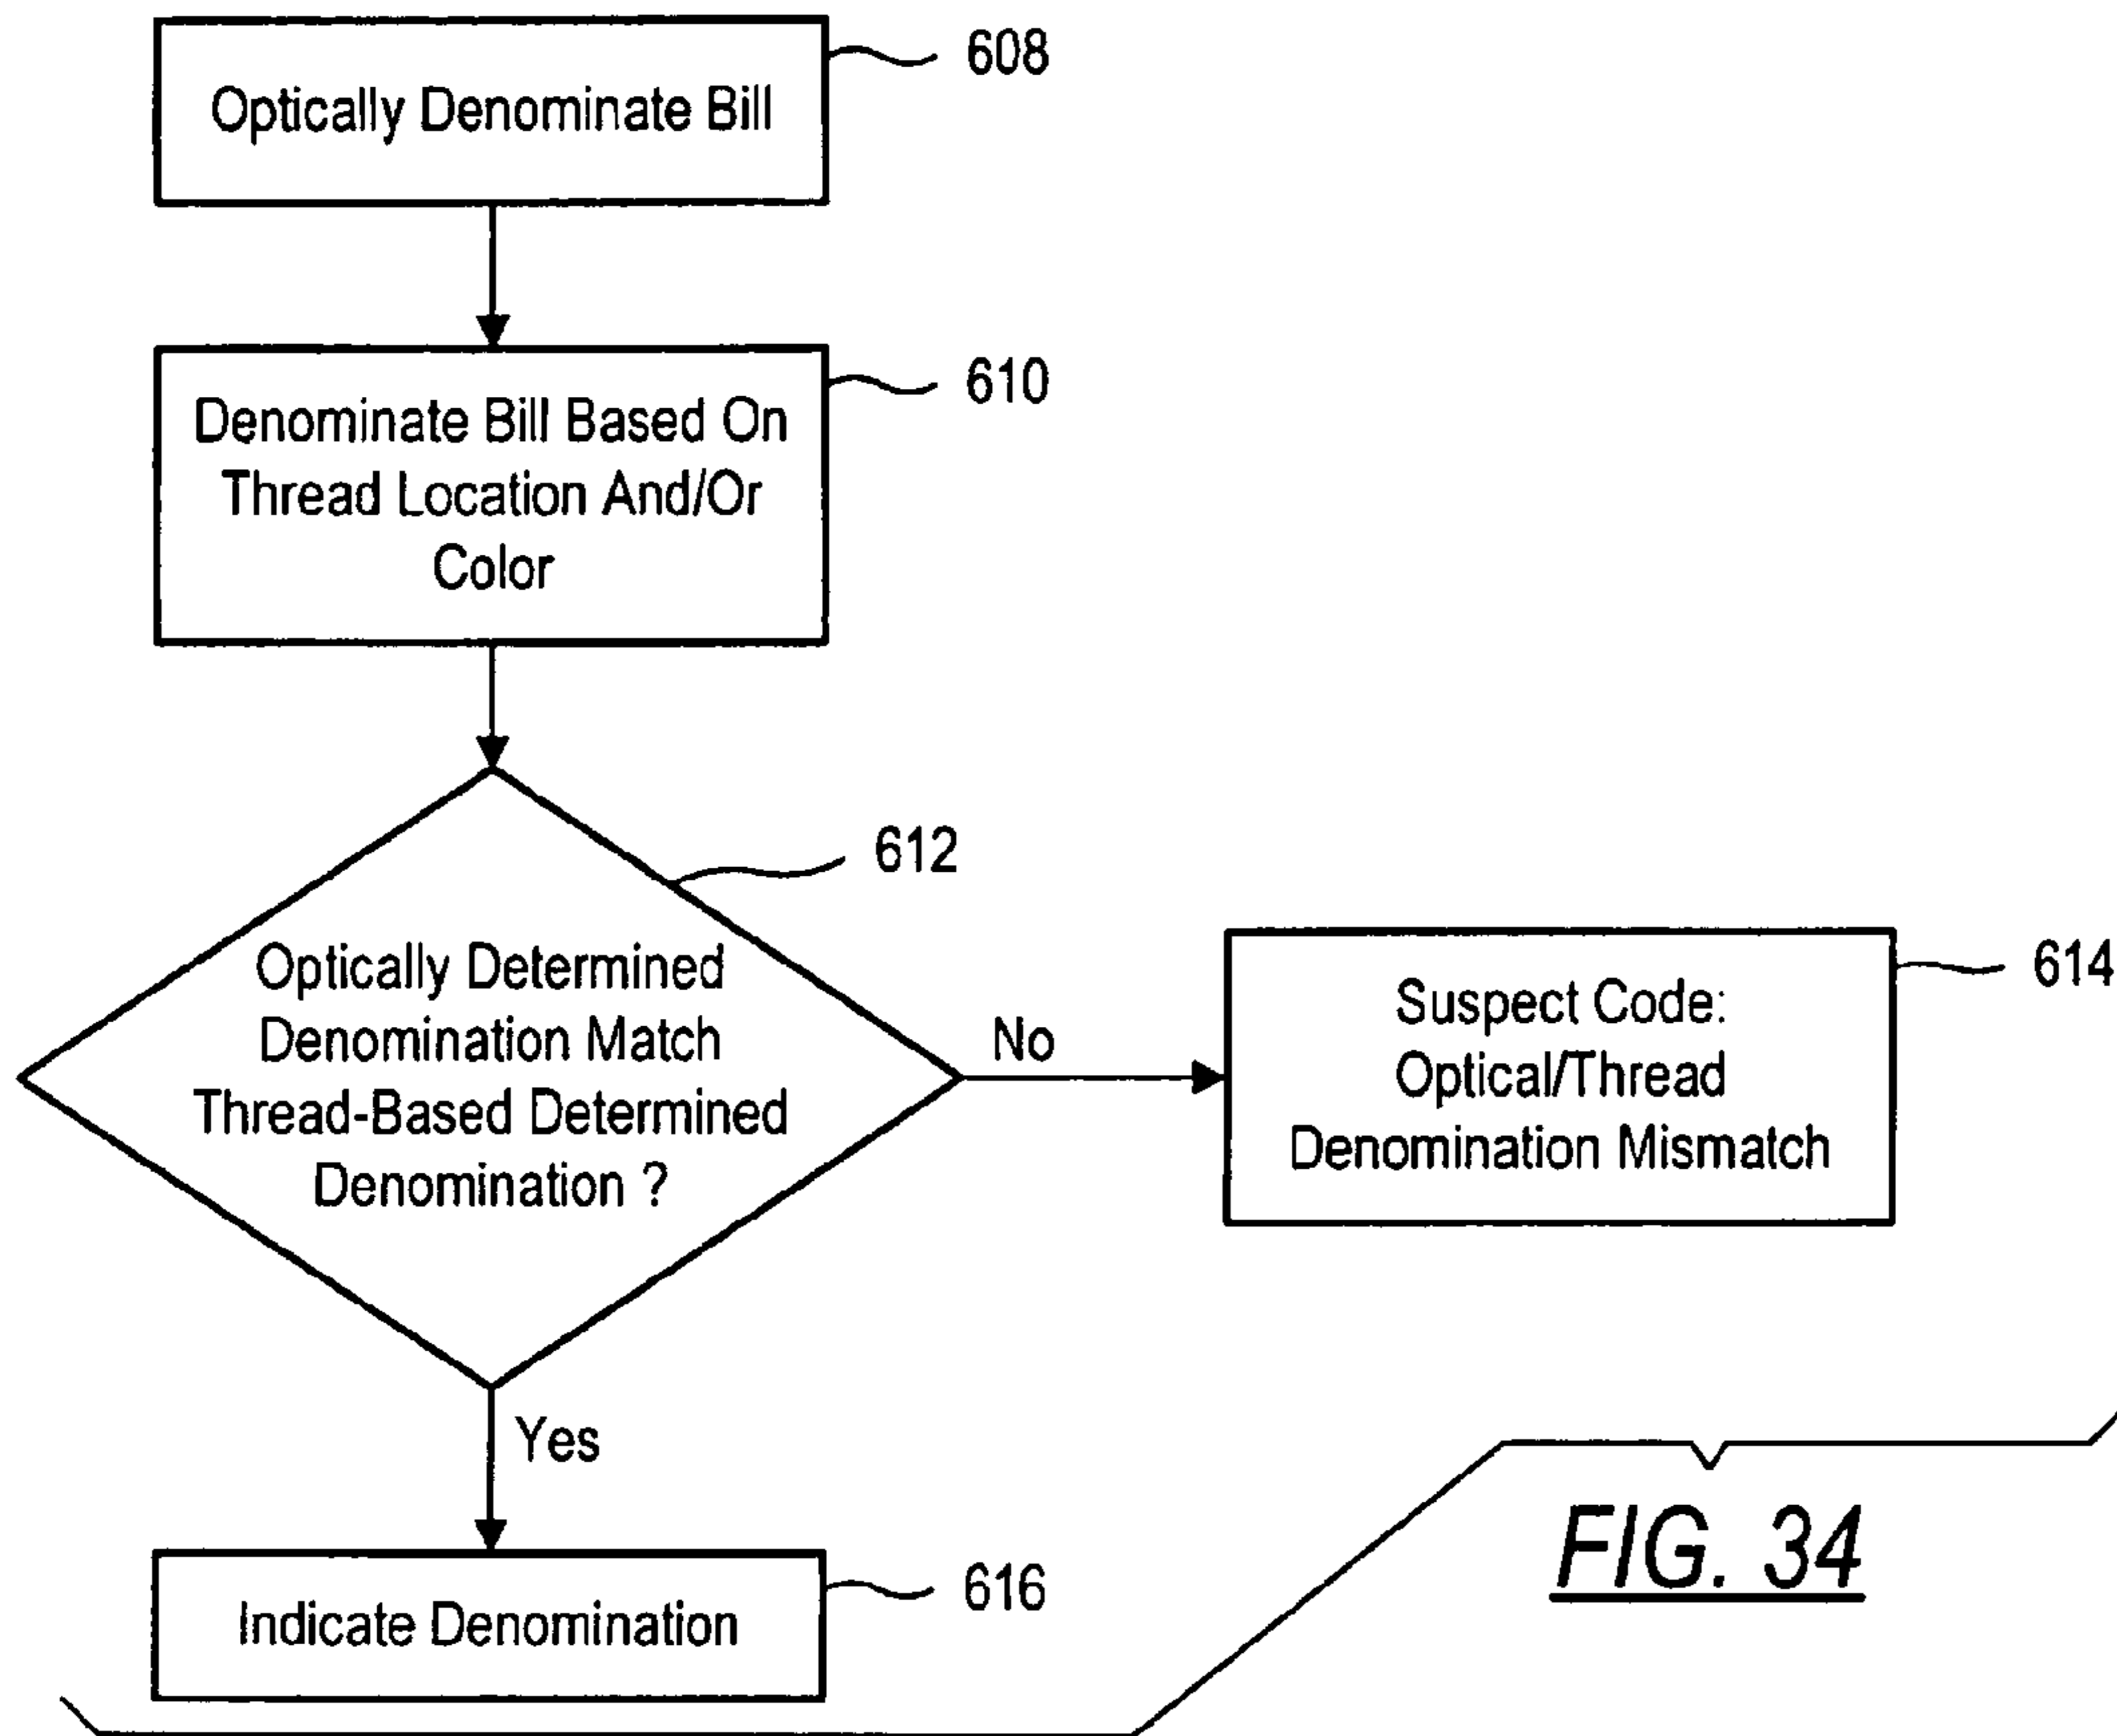 Optically Denominate Bill
608
Denominate Bill Based On
Thread Location And/Or
Color
610
Optically Determined
Denomination Match
Thread-Based Determined
Denomination ?
612
No
Suspect Code:
Optical/Thread
Denomination Mismatch
614
Yes
Indicate Denomination
616
FIG. 34